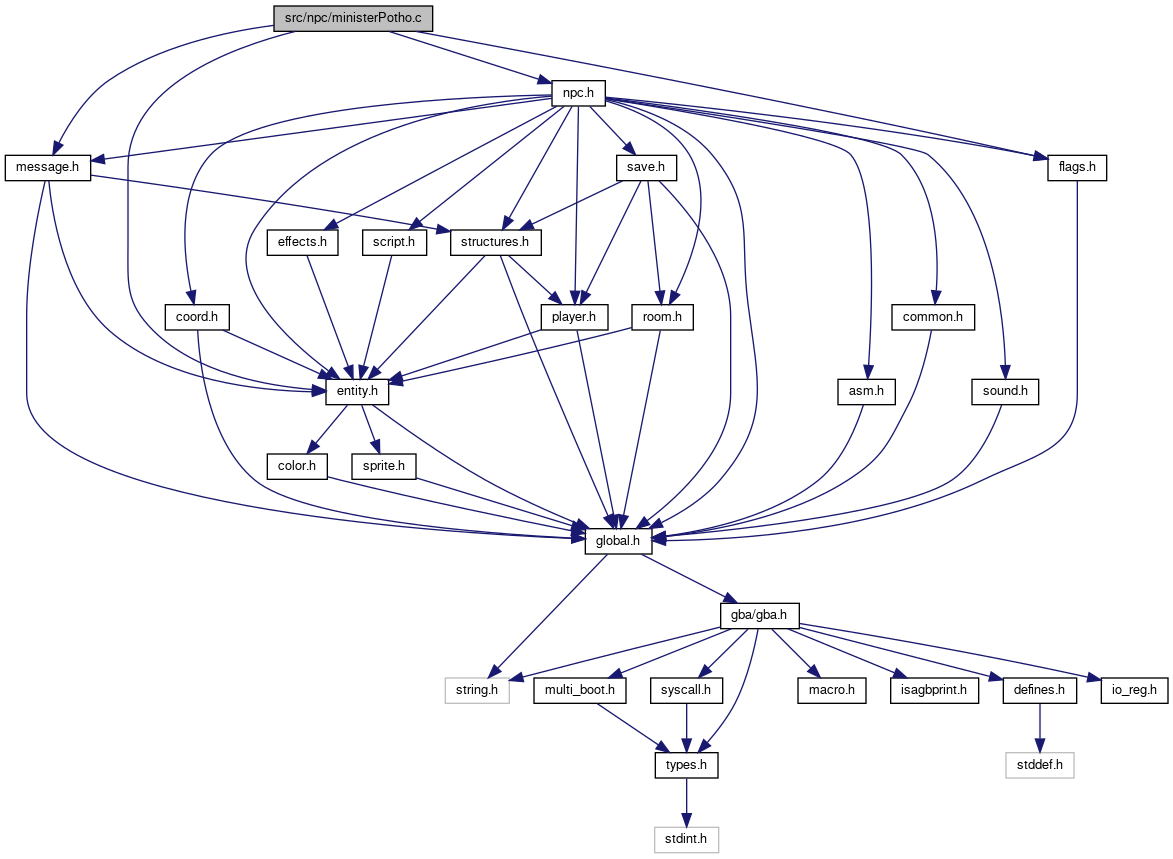 src/npc/ministerPotho.c
npc.h
message.h
save.h
flags.h
effects.h
script.h
structures.h
coord.h
player.h
room.h
common.h
entity.h
asm.h
sound.h
color.h
sprite.h
global.h
gba/gba.h
string.h
multi_boot.h
syscall.h
macro.h
isagbprint.h
defines.h
io_reg.h
types.h
stddef.h
stdint.h